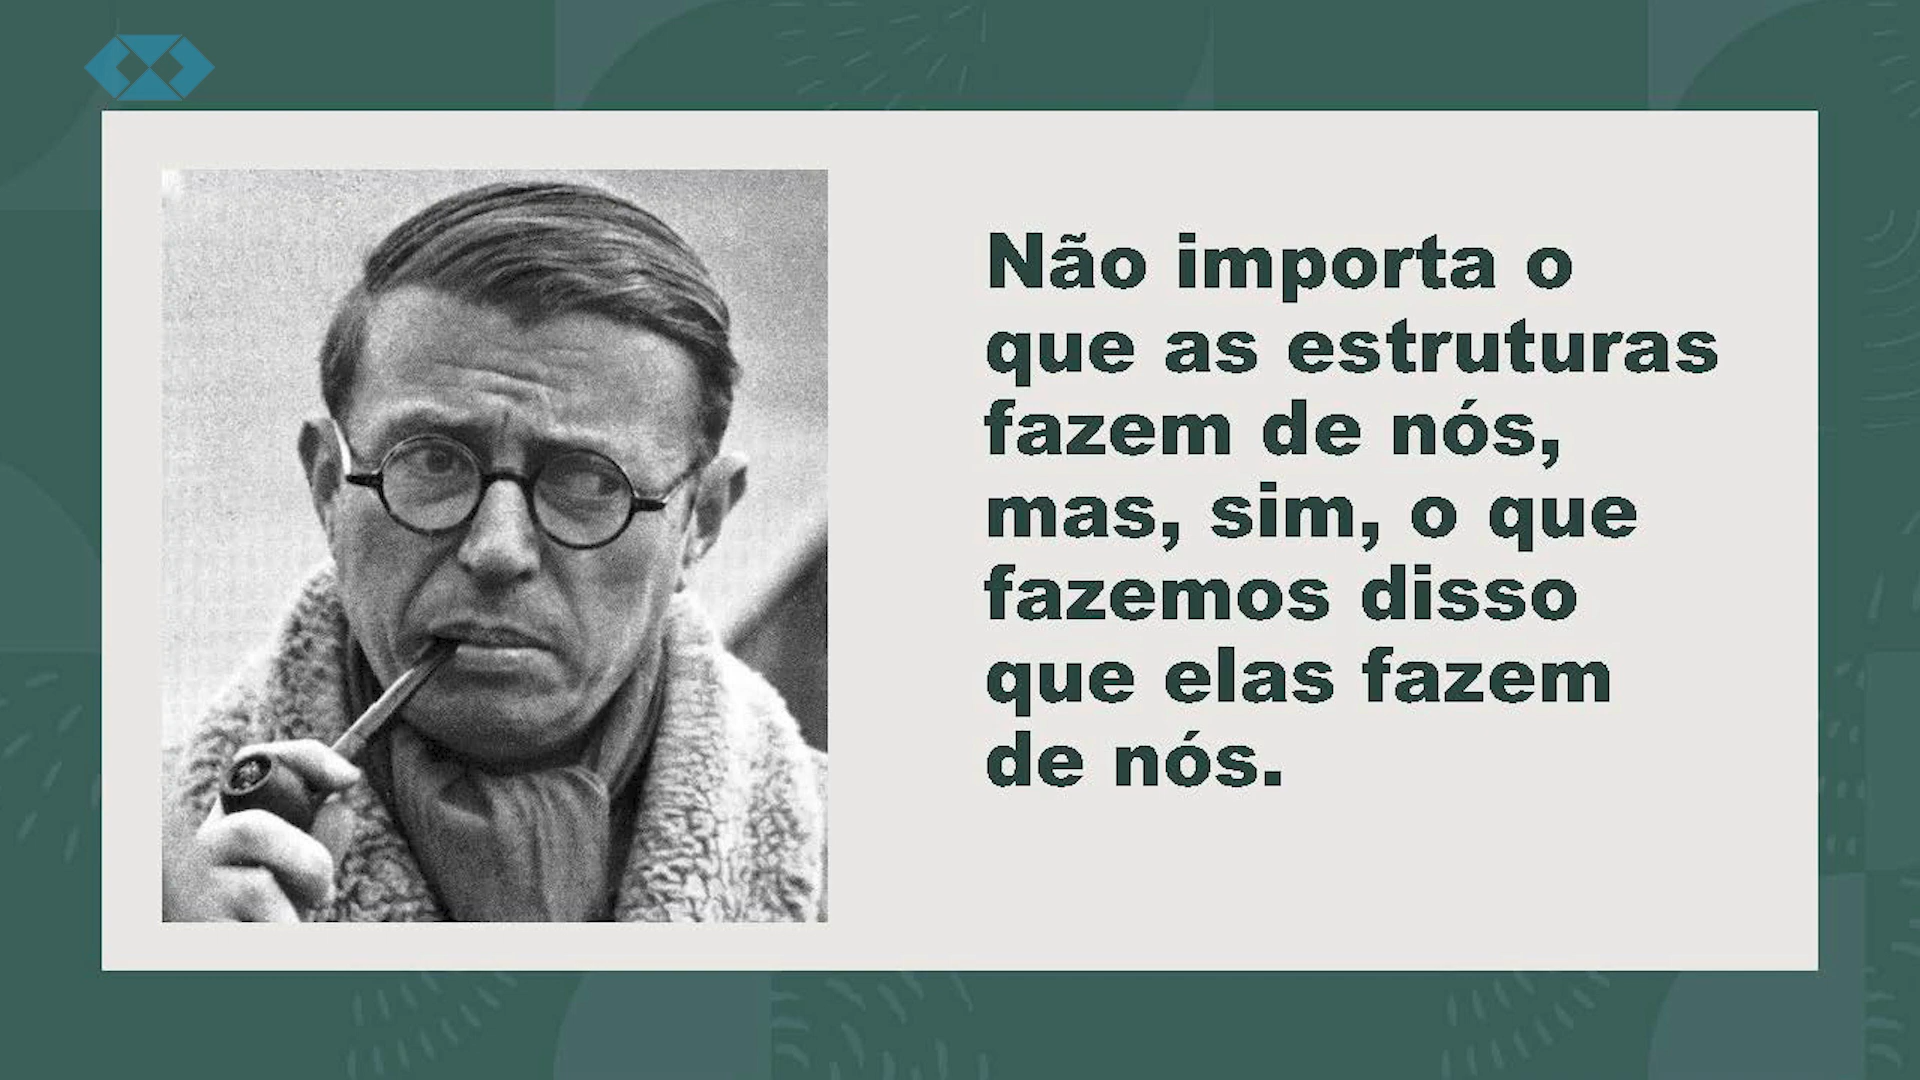 Não importa o
que as estruturas
fazem de nós,
mas, sim, o que
fazemos disso
que elas fazem
de nós.